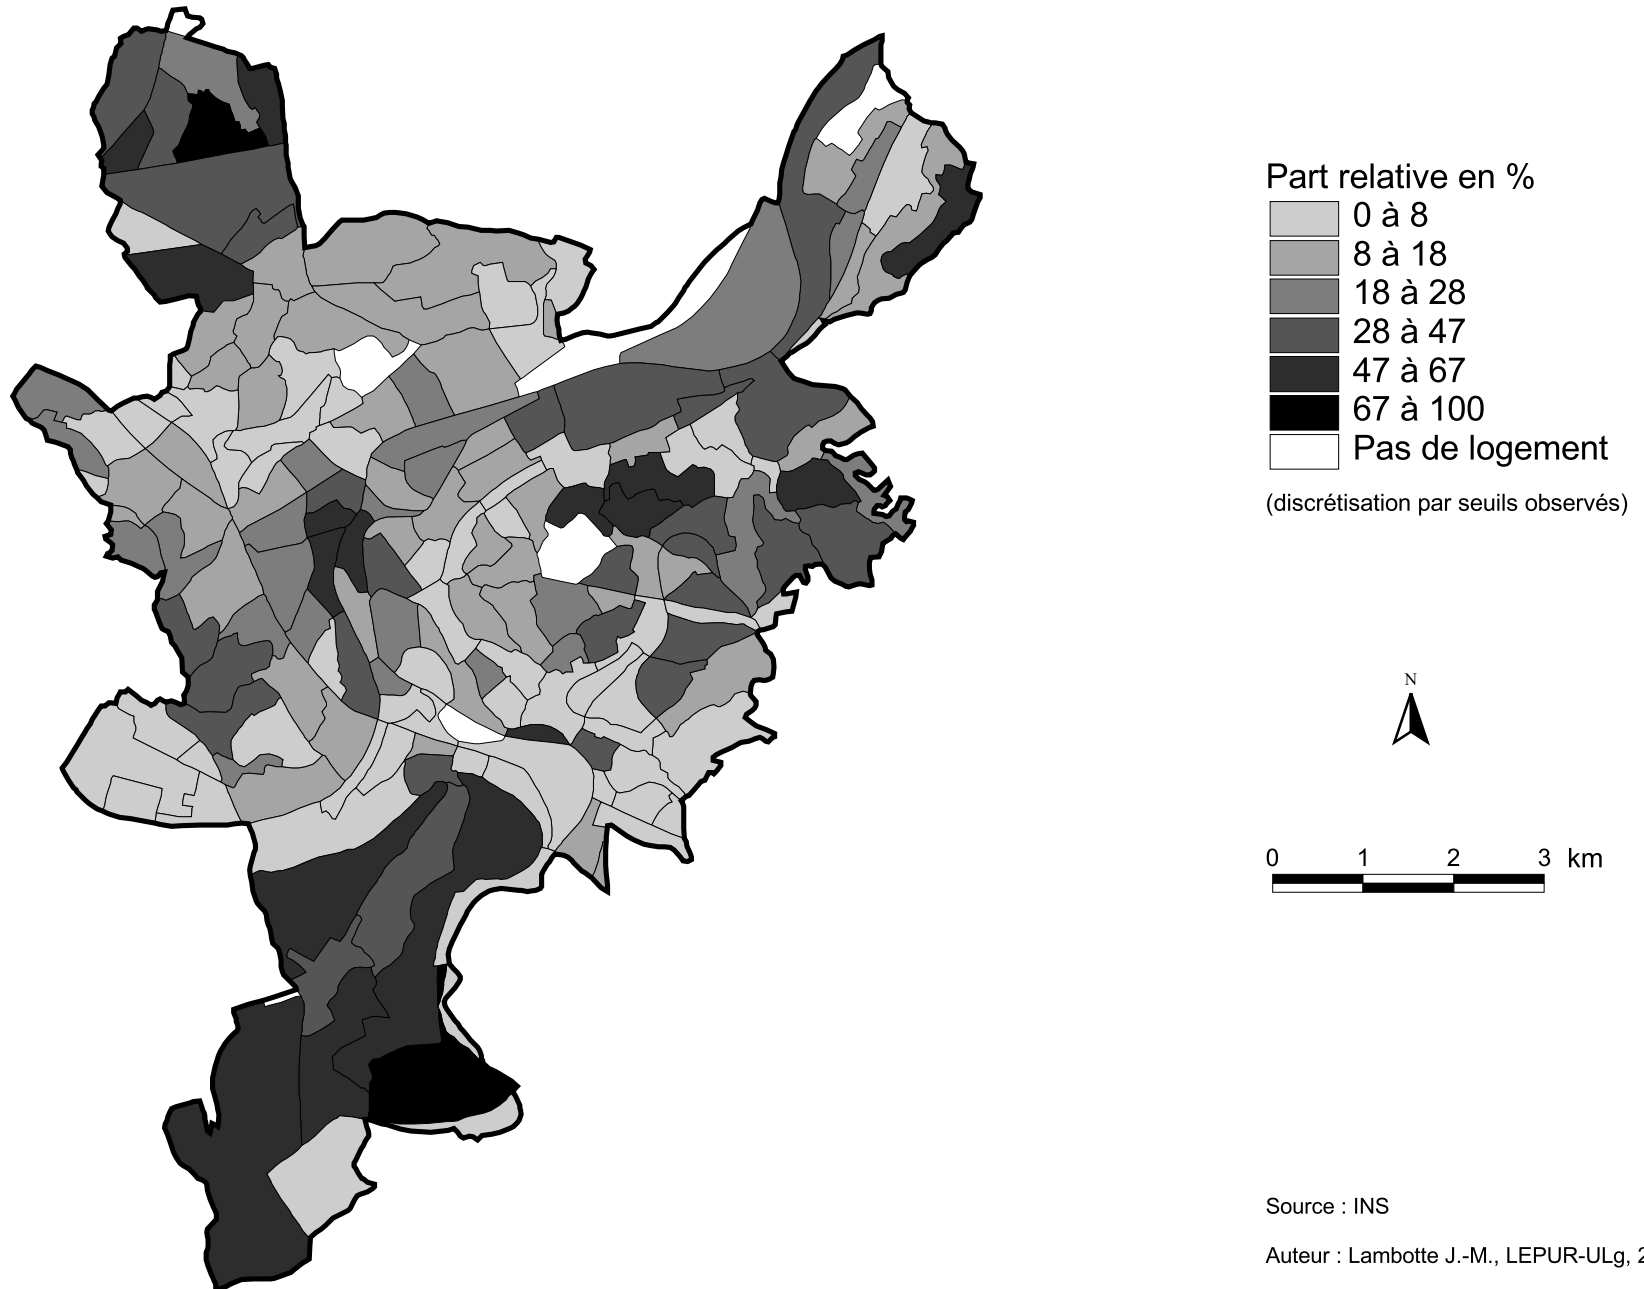 Part relative en %
0 à 8
8 à 18
18 à 28
28 à 47
47 à 67
67 à 100
Pas de logement
(discrétisation par seuils observés)
N
0 1 2 3 km
Source : INS
Auteur : Lambotte J.-M., LEPUR-ULg, 2